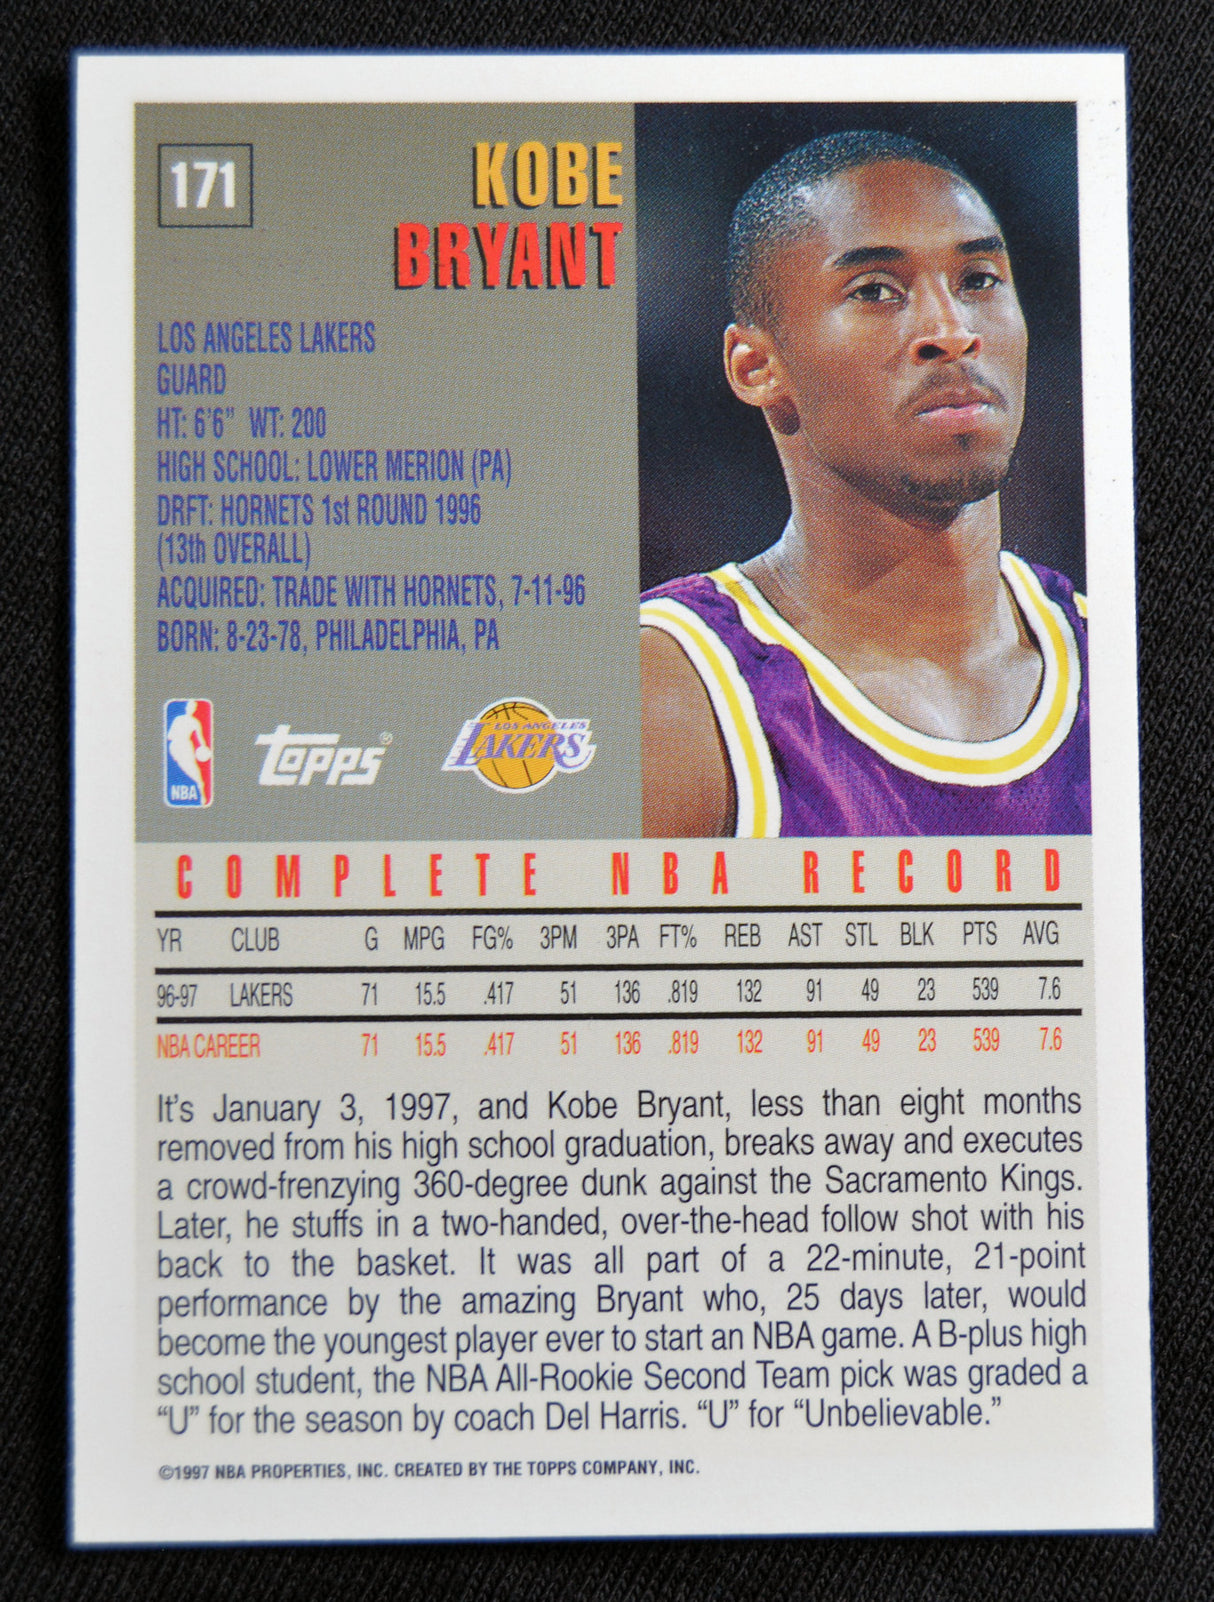 171
KOBE
BRYANT
LOS ANGELES LAKERS
GUARD
HT: 6'6" WT: 200
HIGH SCHOOL: LOWER MERION (PA)
DRFT: HORNETS 1st ROUND 1996
(13th OVERALL)
ACQUIRED: TRADE WITH HORNETS, 7-11-96
BORN: 8-23-78, PHILADELPHIA, PA
NBA
Topps®
LOS ANGELES
LAKERS
COMPLETE NBA RECORD
YR CLUB G MPG FG% 3PM 3PA FT% REB AST STL BLK PTS AVG
96-97 LAKERS 71 15.5 .417 51 136 .819 132 91 49 23 539 7.6
NBA CAREER 71 15.5 .417 51 136 .819 132 91 49 23 539 7.6
It's January 3, 1997, and Kobe Bryant, less than eight months
removed from his high school graduation, breaks away and executes
a crowd-frenzying 360-degree dunk against the Sacramento Kings.
Later, he stuffs in a two-handed, over-the-head follow shot with his
back to the basket. It was all part of a 22-minute, 21-point
performance by the amazing Bryant who, 25 days later, would
become the youngest player ever to start an NBA game. A B-plus high
school student, the NBA All-Rookie Second Team pick was graded a
“U” for the season by coach Del Harris. “U” for “Unbelievable.”
©1997 NBA PROPERTIES, INC. CREATED BY THE TOPPS COMPANY, INC.